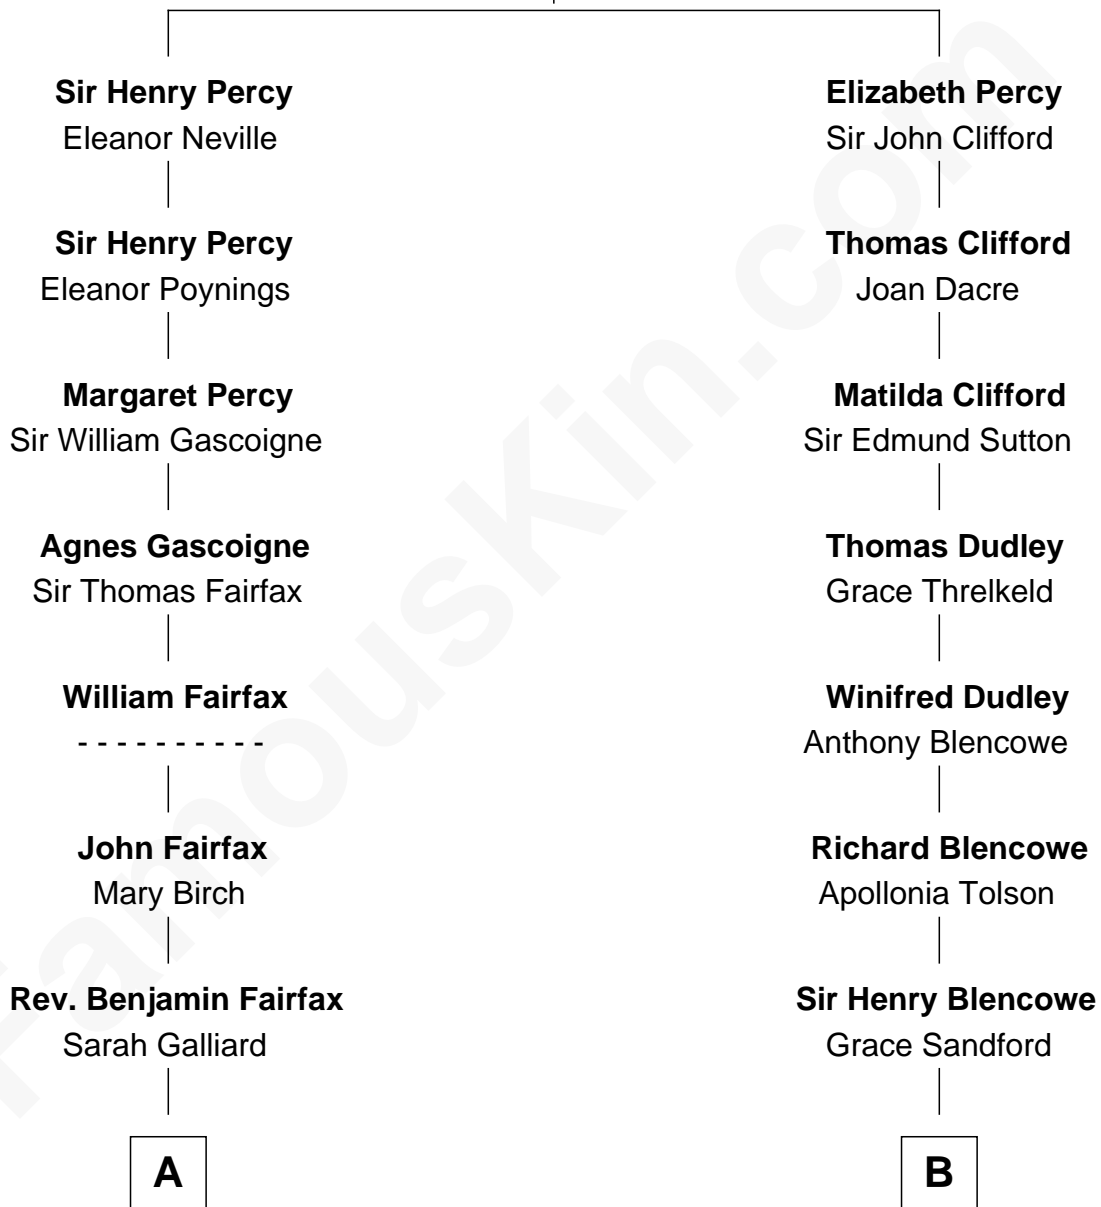 Sir Henry Percy
Eleanor Neville
Elizabeth Percy
Sir John Clifford
Sir Henry Percy
Eleanor Poynings
Thomas Clifford
Joan Dacre
Margaret Percy
Sir William Gascoigne
Matilda Clifford
Sir Edmund Sutton
Agnes Gascoigne
Sir Thomas Fairfax
Thomas Dudley
Grace Threlkeld
William Fairfax
- - - - - - - - - -
Winifred Dudley
Anthony Blencowe
John Fairfax
Mary Birch
Richard Blencowe
Apollonia Tolson
Rev. Benjamin Fairfax
Sarah Galliard
Sir Henry Blencowe
Grace Sandford
A
B
FamousKin.com